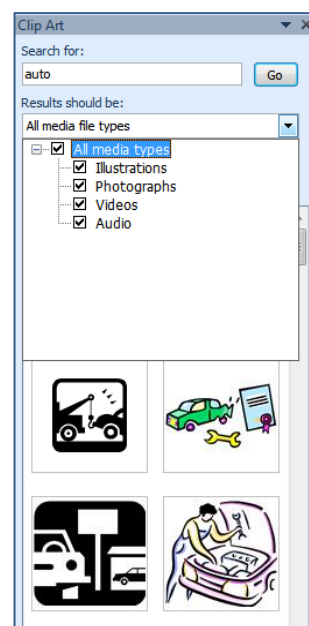 Clip Art
Search for:
auto
Go
Results should be:
All media file types
All media types
Illustrations
Photographs
Videos
Audio